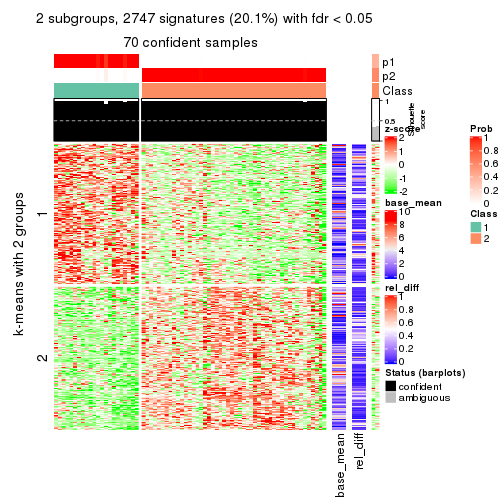 2 subgroups, 2747 signatures (20.1%) with fdr < 0.05
70 confident samples
p1
p2
Class
1
0.5
0
Silhouette
score
k-means with 2 groups
1
2
base_mean
rel_diff
z-score
2
1
0
-1
-2
base_mean
10
8
6
4
2
0
rel_diff
1
0.8
0.6
0.4
0.2
0
Status (barplots)
confident
ambiguous
Prob
1
0.8
0.6
0.4
0.2
0
Class
1
2